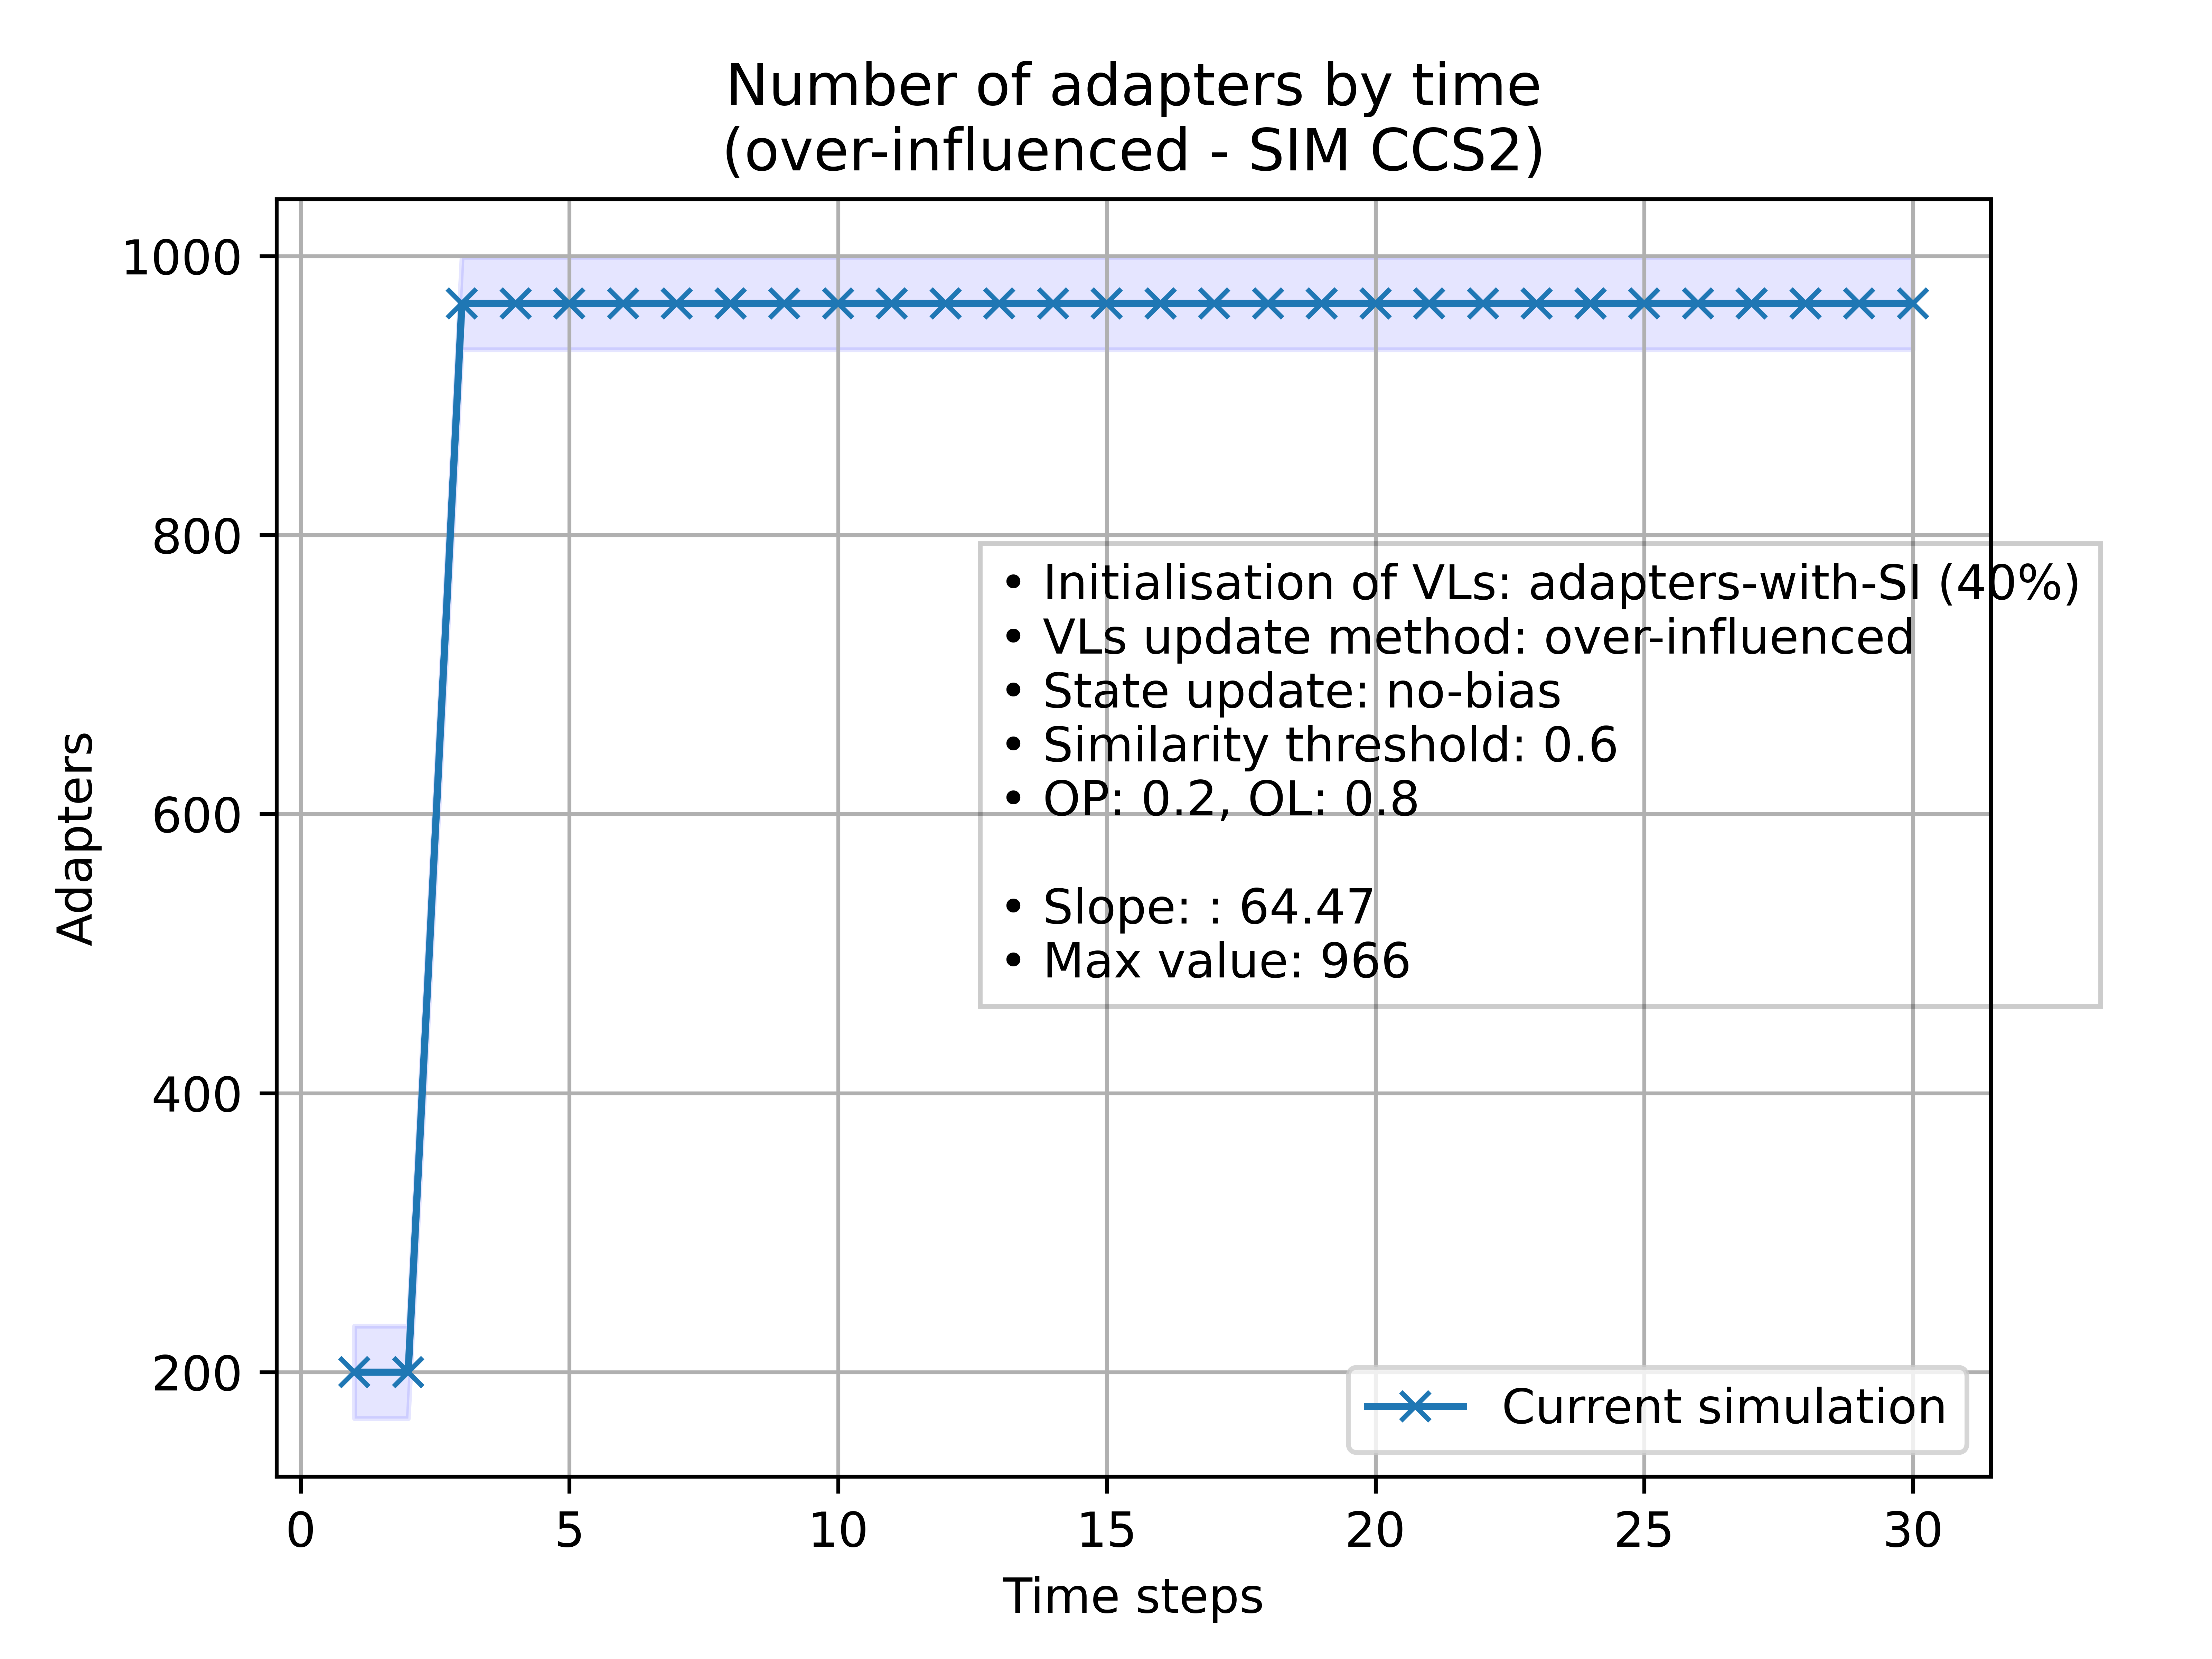 Number of adapters by time
(over-influenced - SIM CCS2)
1000
800
600
400
200
Adapters
• Initialisation of VLs: adapters-with-SI (40%)
• VLs update method: over-influenced
• State update: no-bias
• Similarity threshold: 0.6
• OP: 0.2, OL: 0.8
• Slope: : 64.47
• Max value: 966
Current simulation
0 5 10 15 20 25 30
Time steps